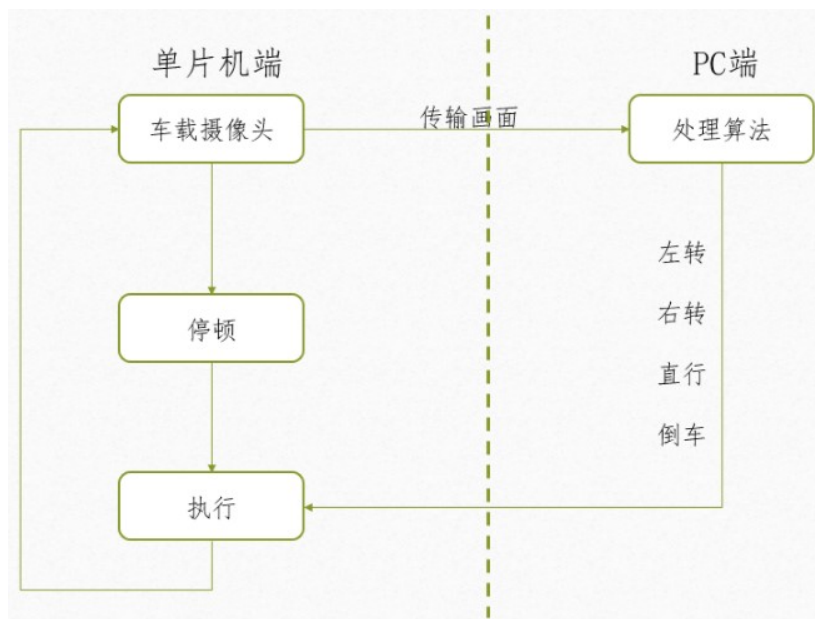 单片机端
PC端
车载摄像头
传输画面
处理算法
左转
右转
直行
倒车
停顿
执行